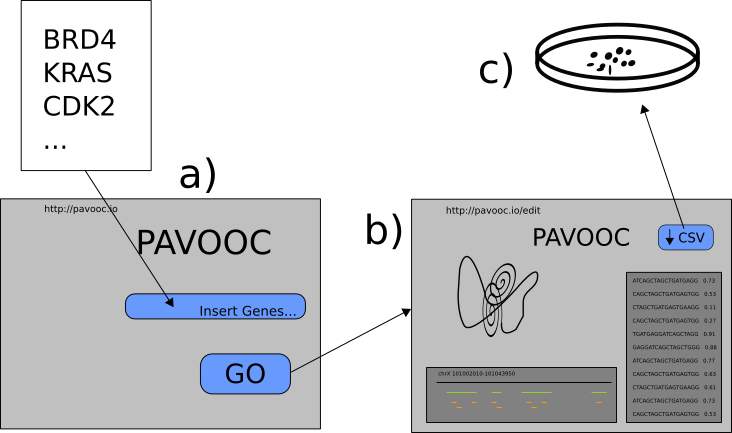 BRD4
KRAS
CDK2
...
a)
http://pavooc.io
PAVOOC
Insert Genes...
GO
b)
http://pavooc.io/edit
PAVOOC
CSV
ATCAGCTAGCTGATGAGG 0.73
CAGCTAGCTGATGAGTGG 0.53
CTAGCTGATGAGTGAAGG 0.11
CAGCTAGCTGATGAGTGG 0.27
TGATGAGGATCAGCTAGG 0.91
GAGGATCAGCTAGCTGGG 0.88
ATCAGCTAGCTGATGAGG 0.77
CAGCTAGCTGATGAGTGG 0.63
CTAGCTGATGAGTGAAGG 0.61
ATCAGCTAGCTGATGAGG 0.73
CAGCTAGCTGATGAGTGG 0.53
chrX 101002010-101043950
c)